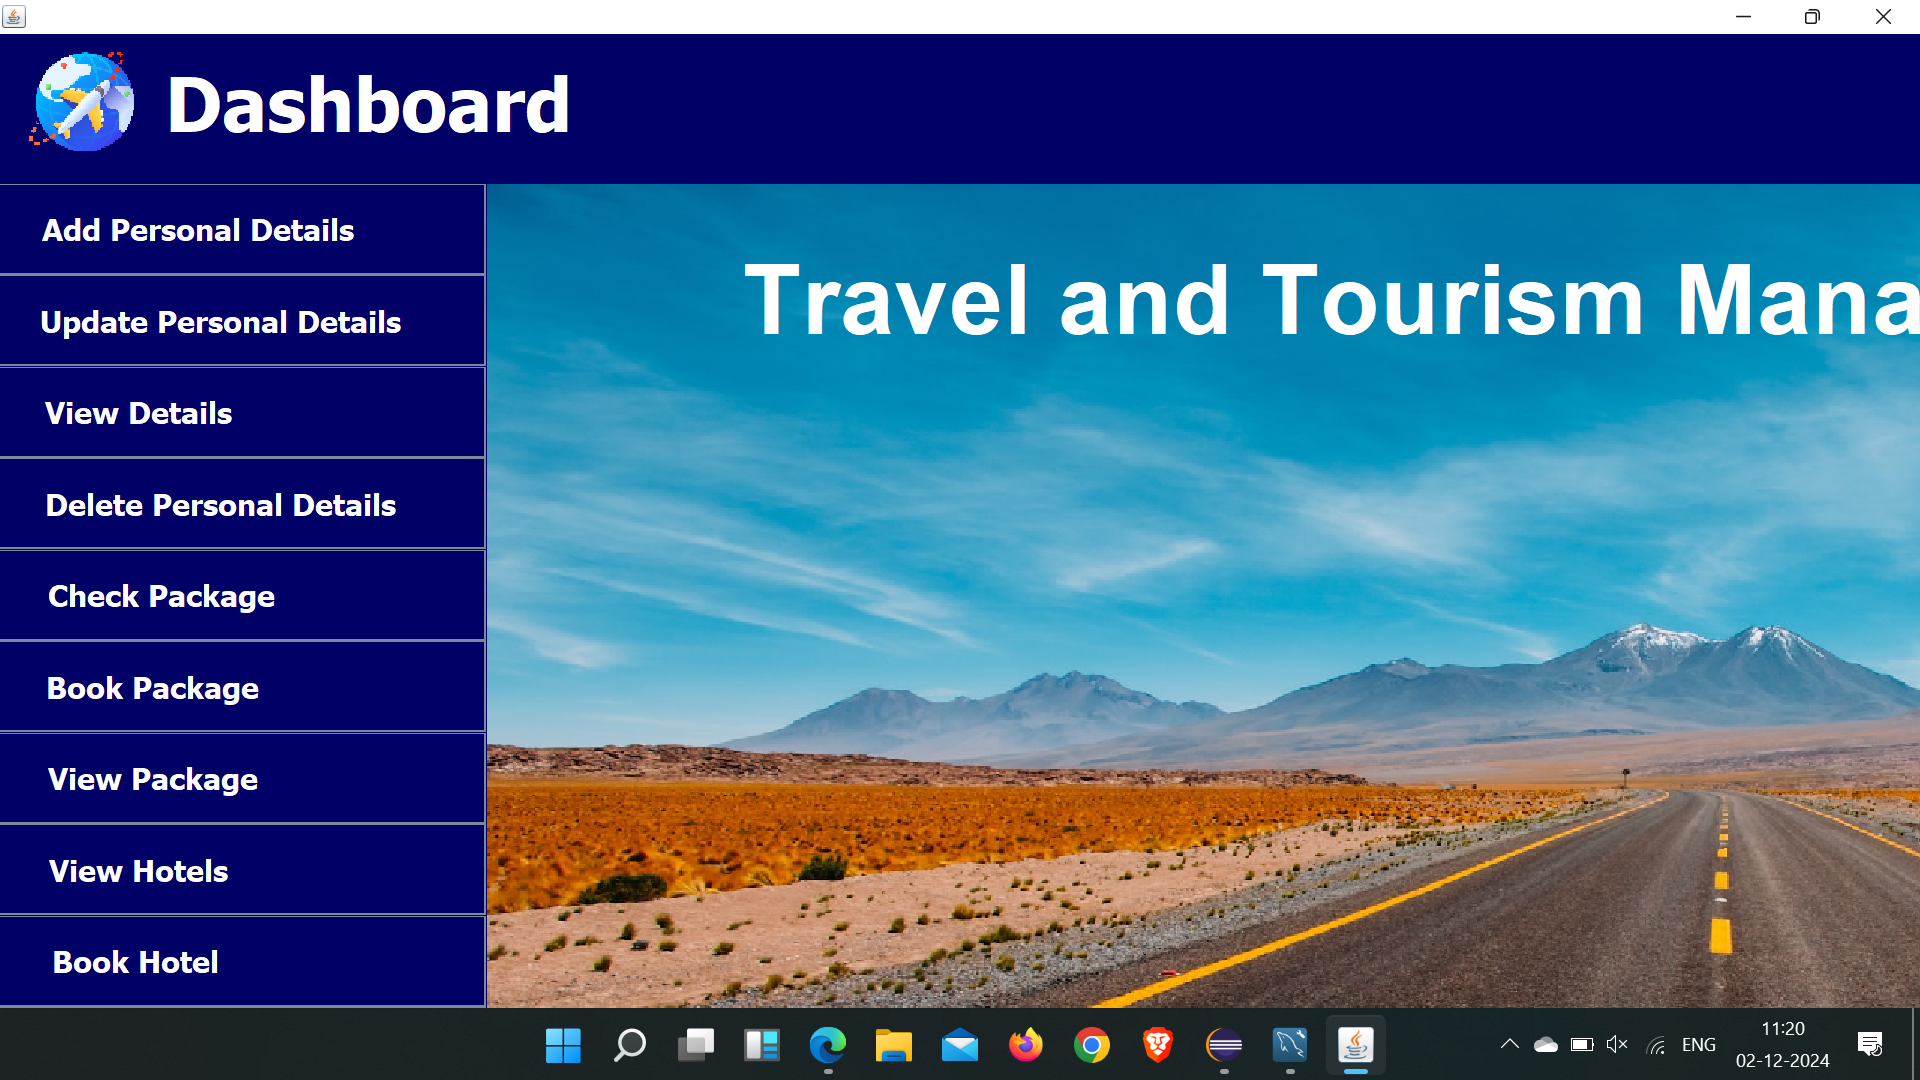 Dashboard
Add Personal Details
Update Personal Details
View Details
Delete Personal Details
Check Package
Book Package
View Package
View Hotels
Book Hotel
Travel and Tourism Mana
ENG
11:20
02-12-2024